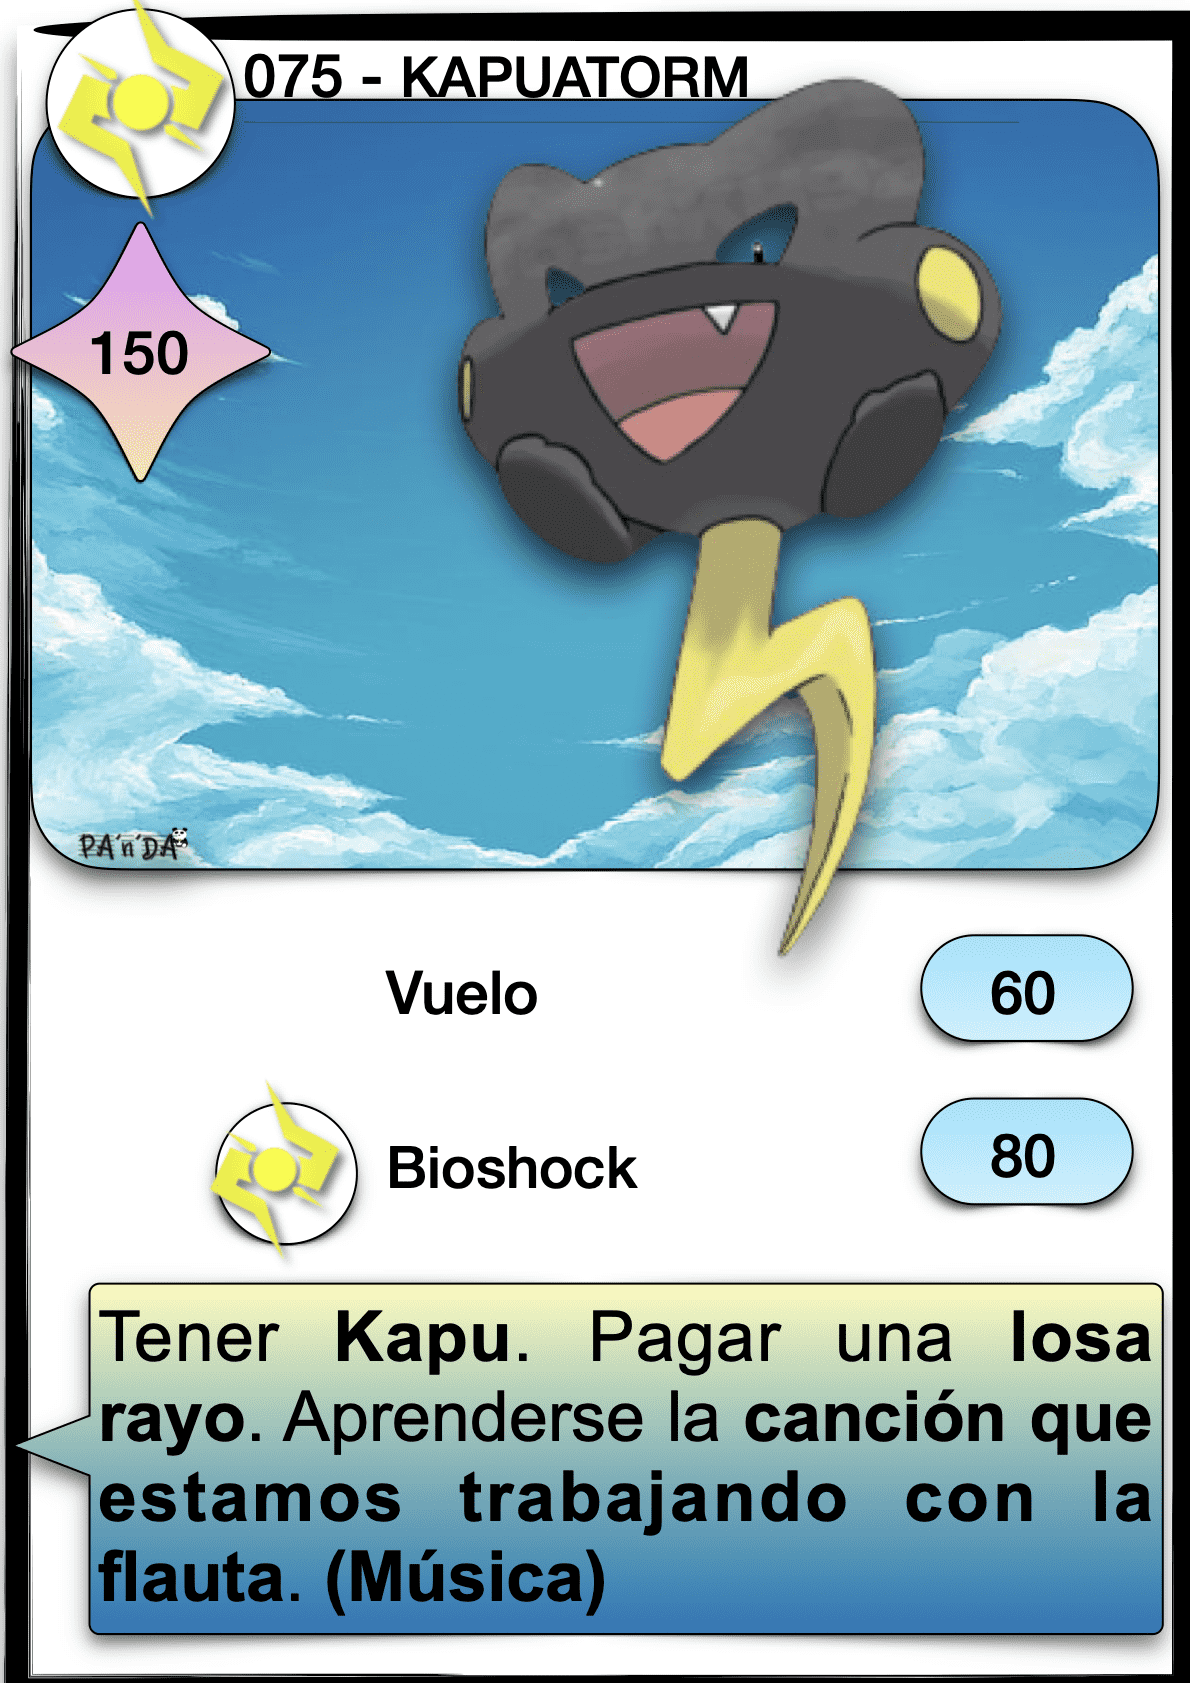 075 - KAPUATORM
150
PA'n'DA
Vuelo
60
Bioshock
80
Tener Kapu. Pagar una losa
rayo. Aprenderse la canción que
estamos trabajando con la
flauta. (Música)